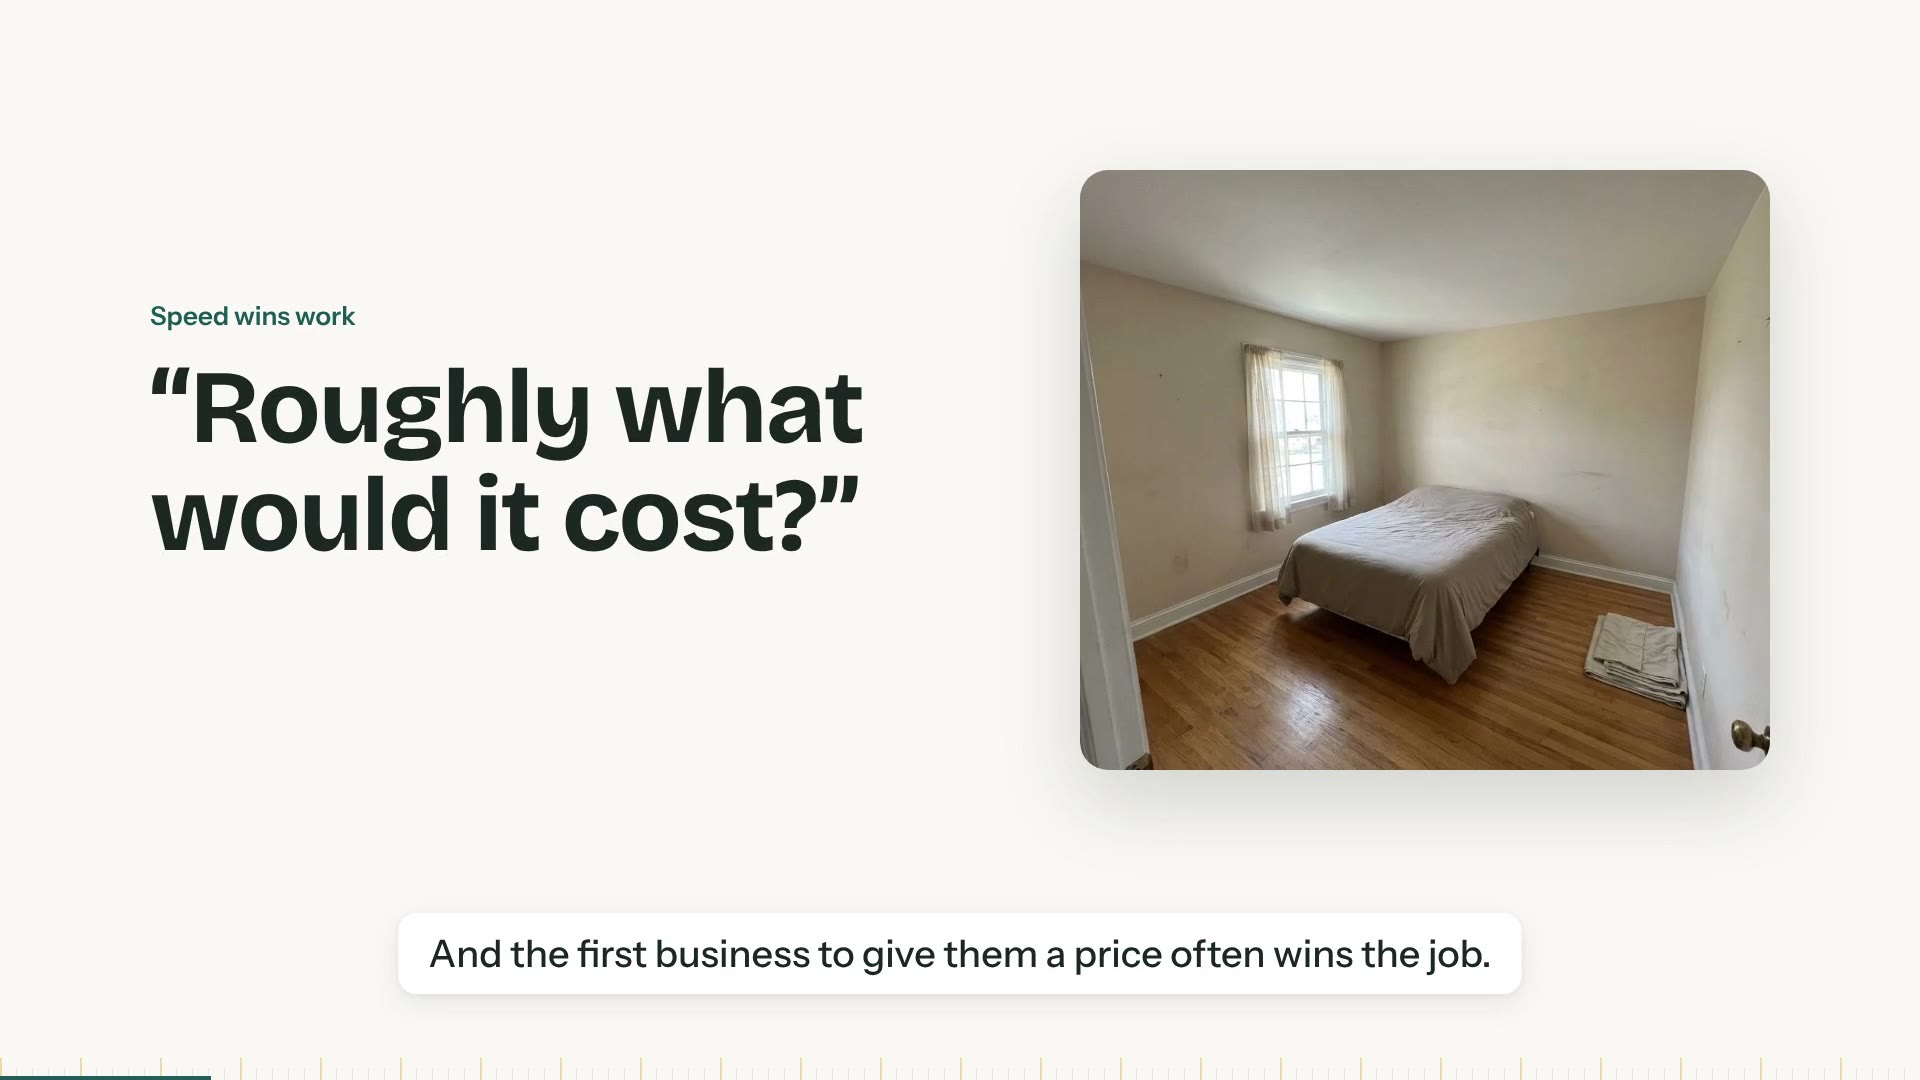 Speed wins work
“Roughly what
would it cost?”
And the first business to give them a price often wins the job.